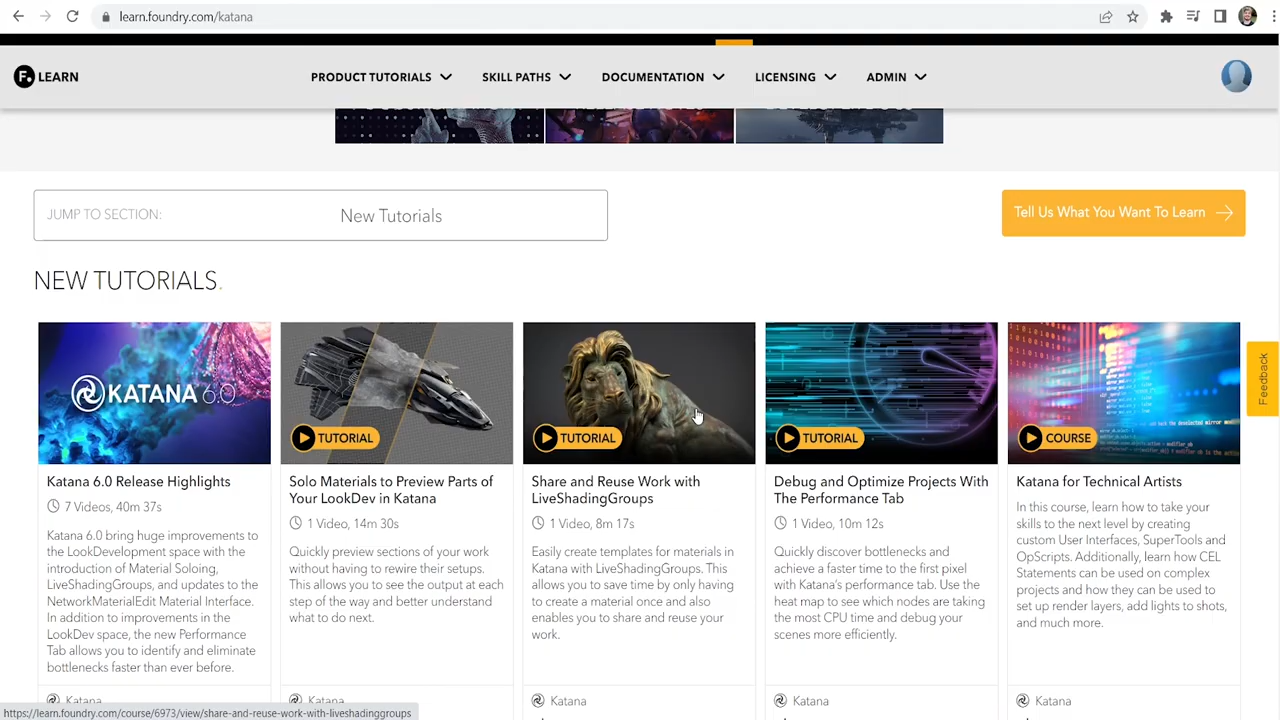 learn.foundry.com/katana
F. LEARN
PRODUCT TUTORIALS
SKILL PATHS
DOCUMENTATION
LICENSING
ADMIN
JUMP TO SECTION:
New Tutorials
Tell Us What You Want To Learn
NEW TUTORIALS.
KATANA 6.0
TUTORIAL
TUTORIAL
TUTORIAL
COURSE
Feedback
Katana 6.0 Release Highlights
7 Videos, 40m 37s
Katana 6.0 bring huge improvements to
the LookDevelopment space with the
introduction of Material Soloing,
LiveShadingGroups, and updates to the
NetworkMaterialEdit Material Interface.
In addition to improvements in the
LookDev space, the new Performance
Tab allows you to identify and eliminate
bottlenecks faster than ever before.
Katana
Solo Materials to Preview Parts of
Your LookDev in Katana
1 Video, 14m 30s
Quickly preview sections of your work
without having to rewire their setups.
This allows you to see the output at each
step of the way and better understand
what to do next.
Katana
Share and Reuse Work with
LiveShadingGroups
1 Video, 8m 17s
Easily create templates for materials in
Katana with LiveShadingGroups. This
allows you to save time by only having
to create a material once and also
enables you to share and reuse your
work.
Katana
Debug and Optimize Projects With
The Performance Tab
1 Video, 10m 12s
Quickly discover bottlenecks and
achieve a faster time to the first pixel
with Katana's performance tab. Use the
heat map to see which nodes are taking
the most CPU time and debug your
scenes more efficiently.
Katana
Katana for Technical Artists
In this course, learn how to take your
skills to the next level by creating
custom User Interfaces, SuperTools and
OpScripts. Additionally, learn how CEL
Statements can be used on complex
projects and how they can be used to
set up render layers, add lights to shots,
and much more.
Katana
https://learn.foundry.com/course/6973/view/share-and-reuse-work-with-liveshadinggroups